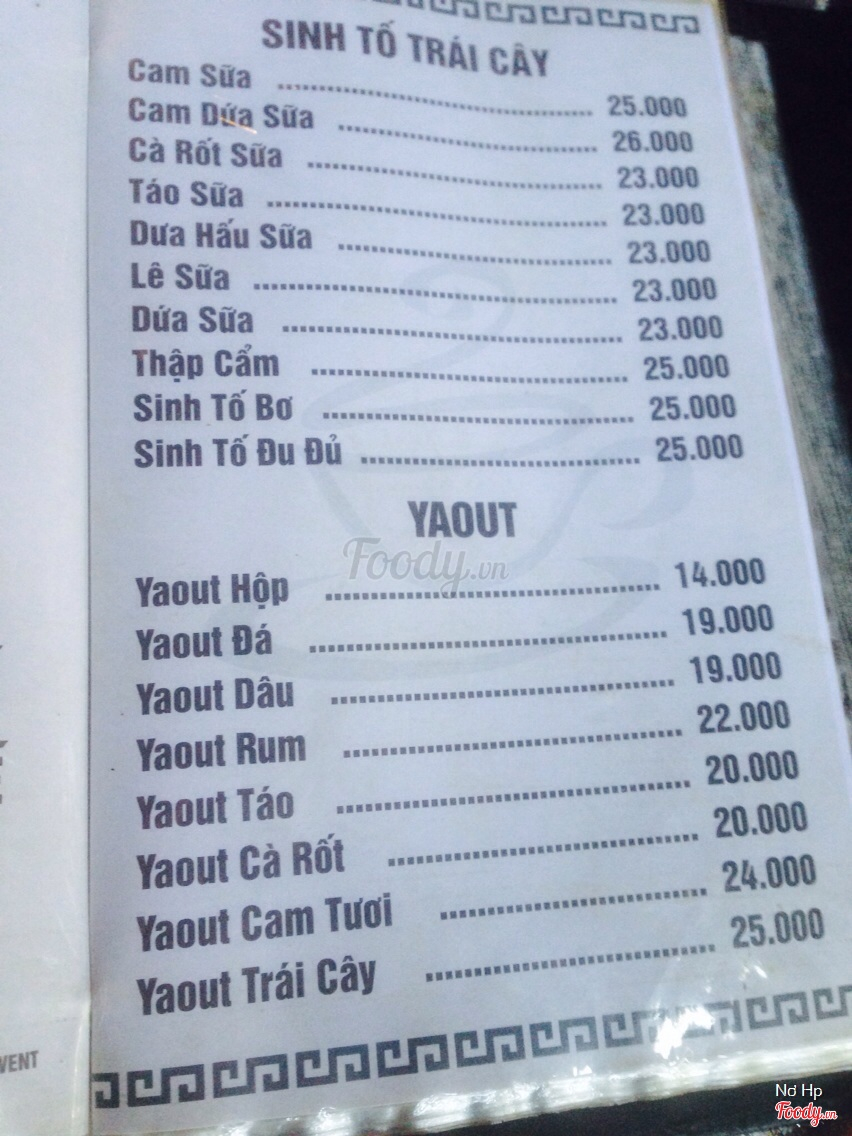 SINH TỐ TRÁI CÂY
Cam Sữa ........ 25.000
Cam Dứa Sữa ........ 26.000
Cà Rốt Sữa ........ 23.000
Táo Sữa ........ 23.000
Dưa Hấu Sữa ........ 23.000
Lê Sữa ........ 23.000
Dứa Sữa ........ 23.000
Thập Cẩm ........ 25.000
Sinh Tố Bơ ........ 25.000
Sinh Tố Đu Đủ ........ 25.000
YAOUT
Foody.vn
Yaout Hộp ........ 14.000
Yaout Đá ........ 19.000
Yaout Dâu ........ 19.000
Yaout Rum ........ 22.000
Yaout Táo ........ 20.000
Yaout Cà Rốt ........ 20.000
Yaout Cam Tươi ........ 24.000
Yaout Trái Cây ........ 25.000
Nơ Hp
Foody.vn